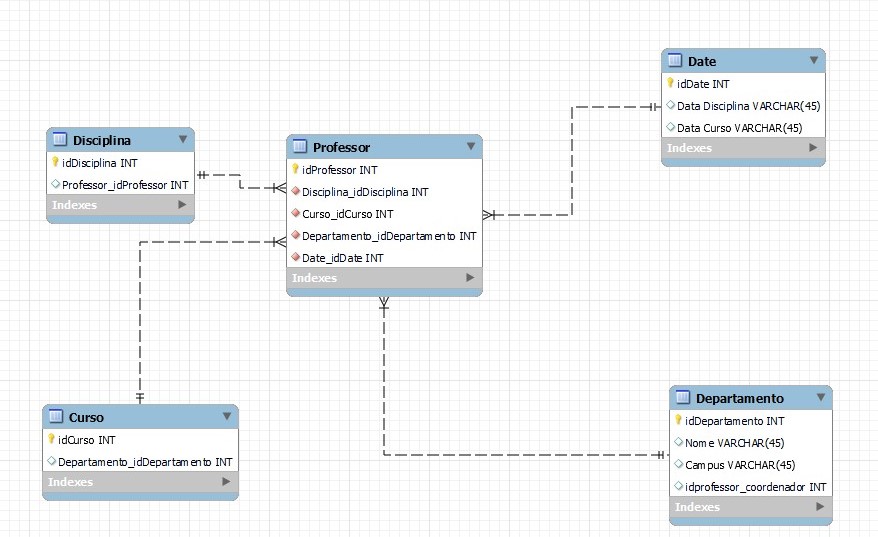 Date
idDate INT
Data Disciplina VARCHAR(45)
Data Curso VARCHAR(45)
Indexes
Disciplina
idDisciplina INT
Professor_idProfessor INT
Indexes
Professor
idProfessor INT
Disciplina_idDisciplina INT
Curso_idCurso INT
Departamento_idDepartamento INT
Date_idDate INT
Indexes
Curso
idCurso INT
Departamento_idDepartamento INT
Indexes
Departamento
idDepartamento INT
Nome VARCHAR(45)
Campus VARCHAR(45)
idprofessor_coordenador INT
Indexes